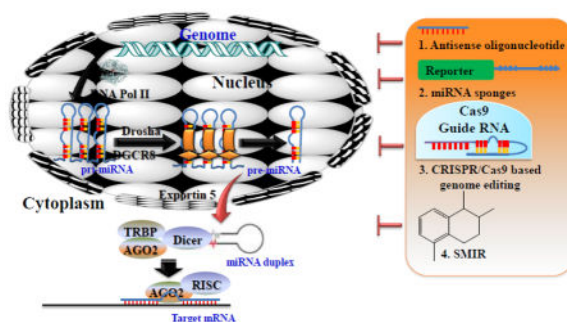 Genome
Nucleus
RNA Pol II
Drosha
DGCR8
pre-miRNA
pre-miRNA
Exportin 5
Cytoplasm
TRBP
Dicer
AGO2
miRNA duplex
AGO2
RISC
Target mRNA
1. Antisense oligonucleotide
Reporter
2. miRNA sponges
Cas9
Guide RNA
3. CRISPR/Cas9 based
genome editing
4. SMIR